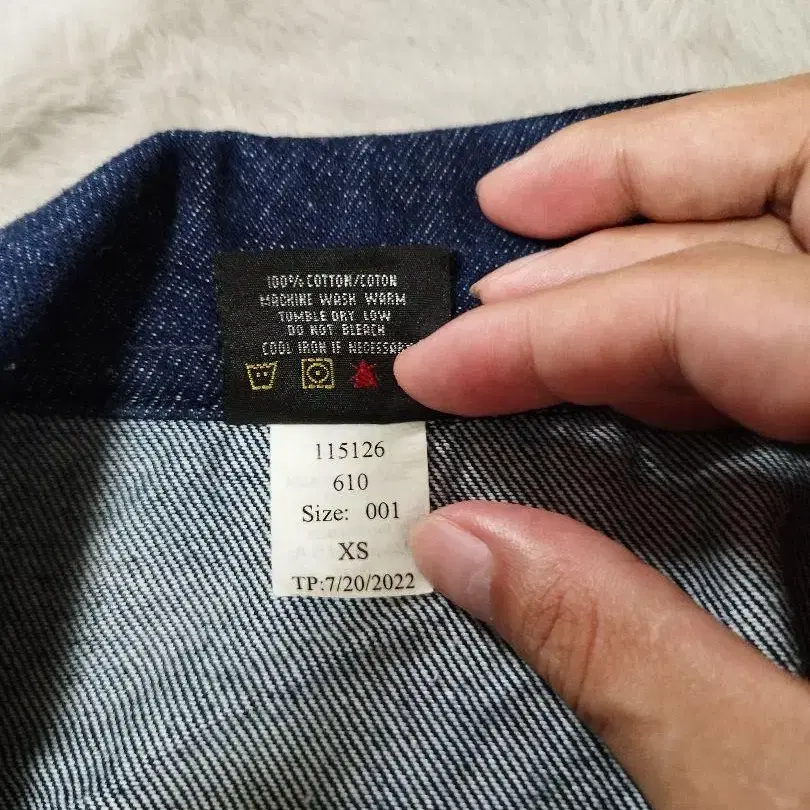 100% COTTON/COTON
MACHINE WASH WARM
TUMBLE DRY LOW
DO NOT BLEACH
COOL IRON IF NECESSARY
115126
610
Size: 001
XS
TP:7/20/2022